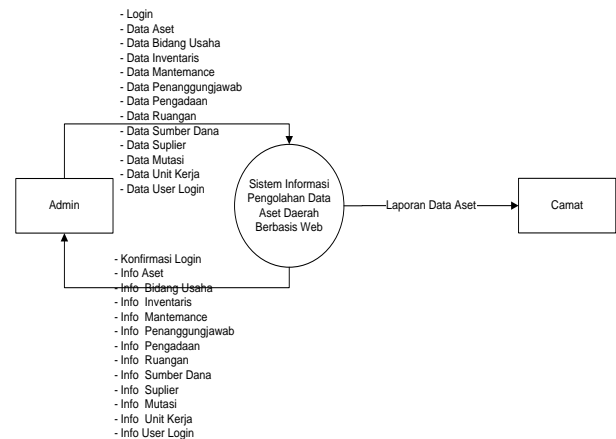 - Login
- Data Aset
- Data Bidang Usaha
- Data Inventaris
- Data Mantemance
- Data Penanggungjawab
- Data Pengadaan
- Data Ruangan
- Data Sumber Dana
- Data Suplier
- Data Mutasi
- Data Unit Kerja
- Data User Login
Admin
Sistem Informasi
Pengolahan Data
Aset Daerah
Berbasis Web
Laporan Data Aset
Camat
- Konfirmasi Login
- Info Aset
- Info Bidang Usaha
- Info Inventaris
- Info Mantemance
- Info Penanggungjawab
- Info Pengadaan
- Info Ruangan
- Info Sumber Dana
- Info Suplier
- Info Mutasi
- Info Unit Kerja
- Info User Login